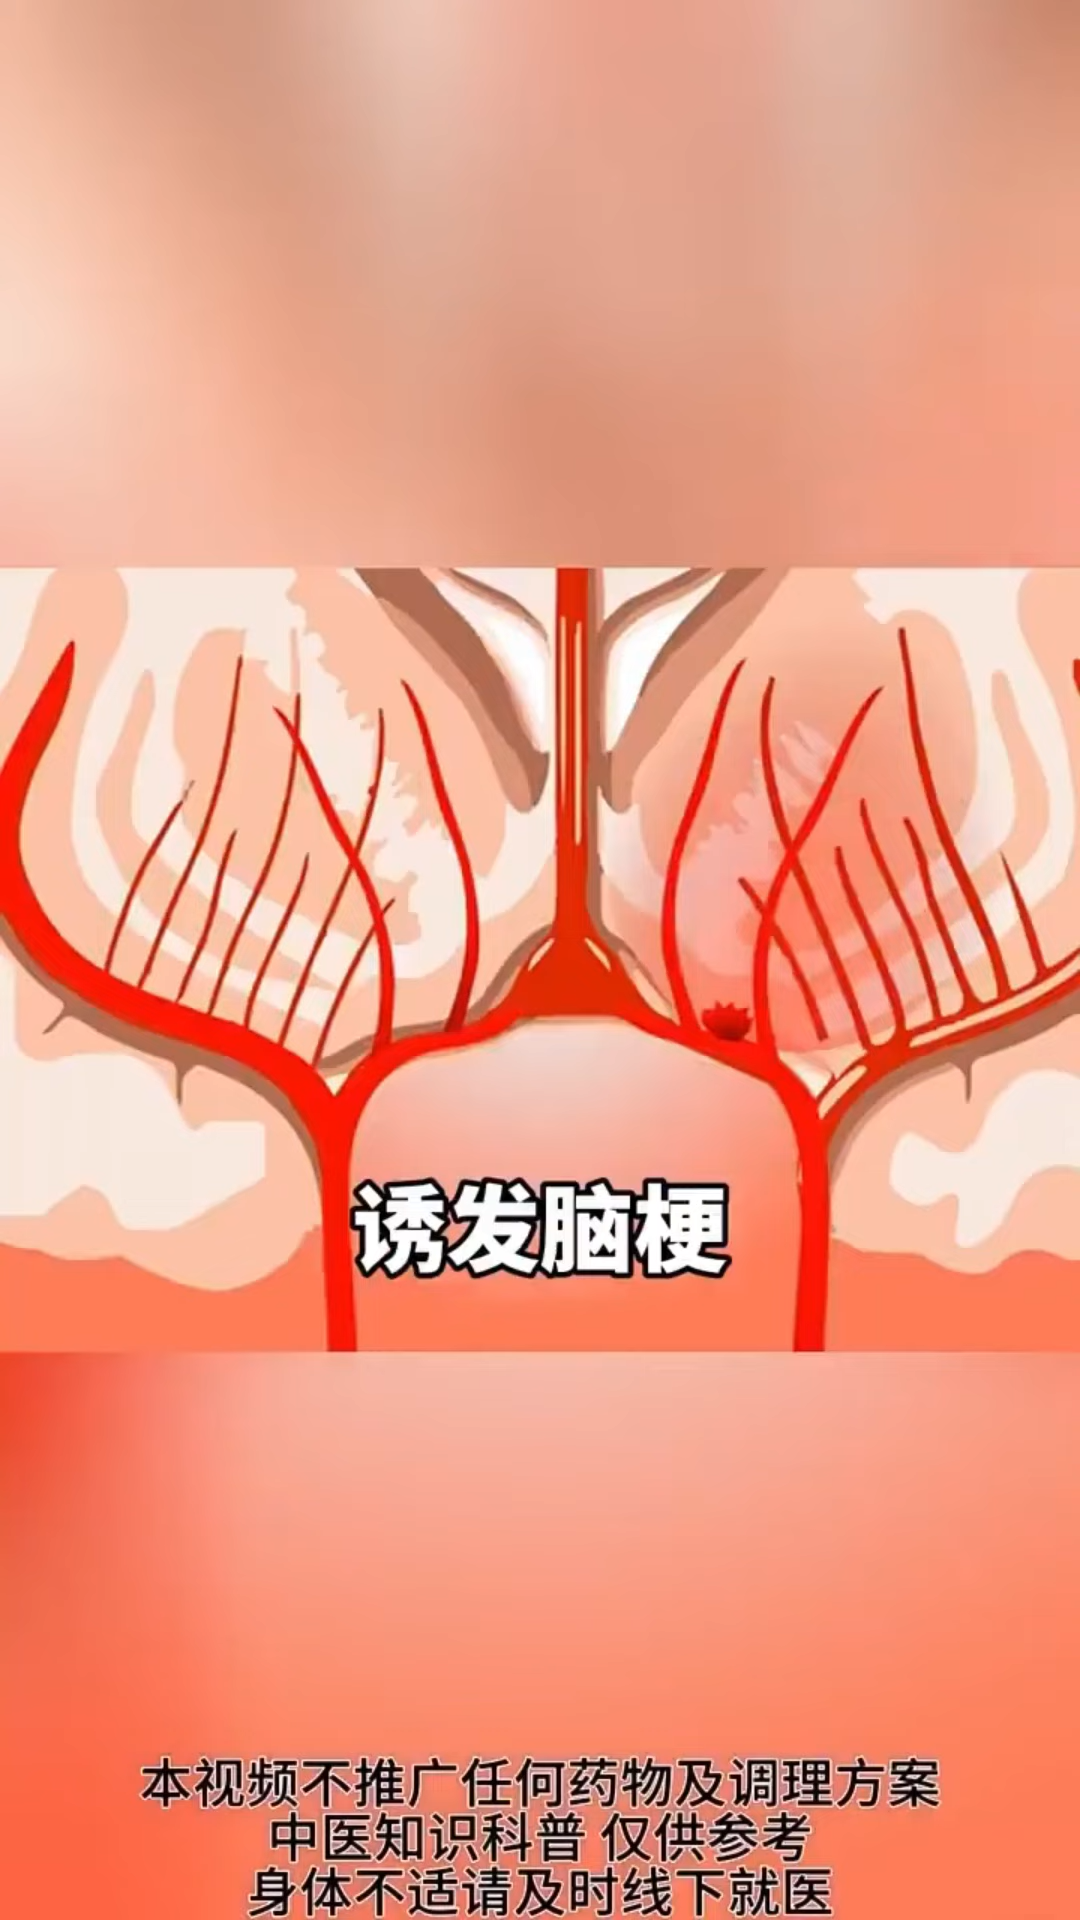 诱发脑梗
本视频不推广任何药物及调理方案
中医知识科普 仅供参考
身体不适请及时线下就医